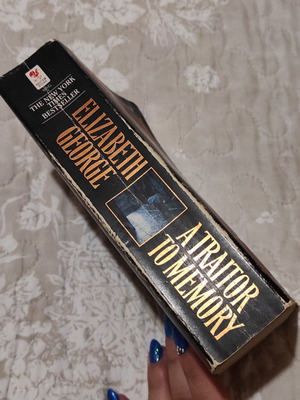 THE NEW YORK
TIMES
BESTSELLER
ELIZABETH
GEORGE
A TRAITOR
TO MEMORY